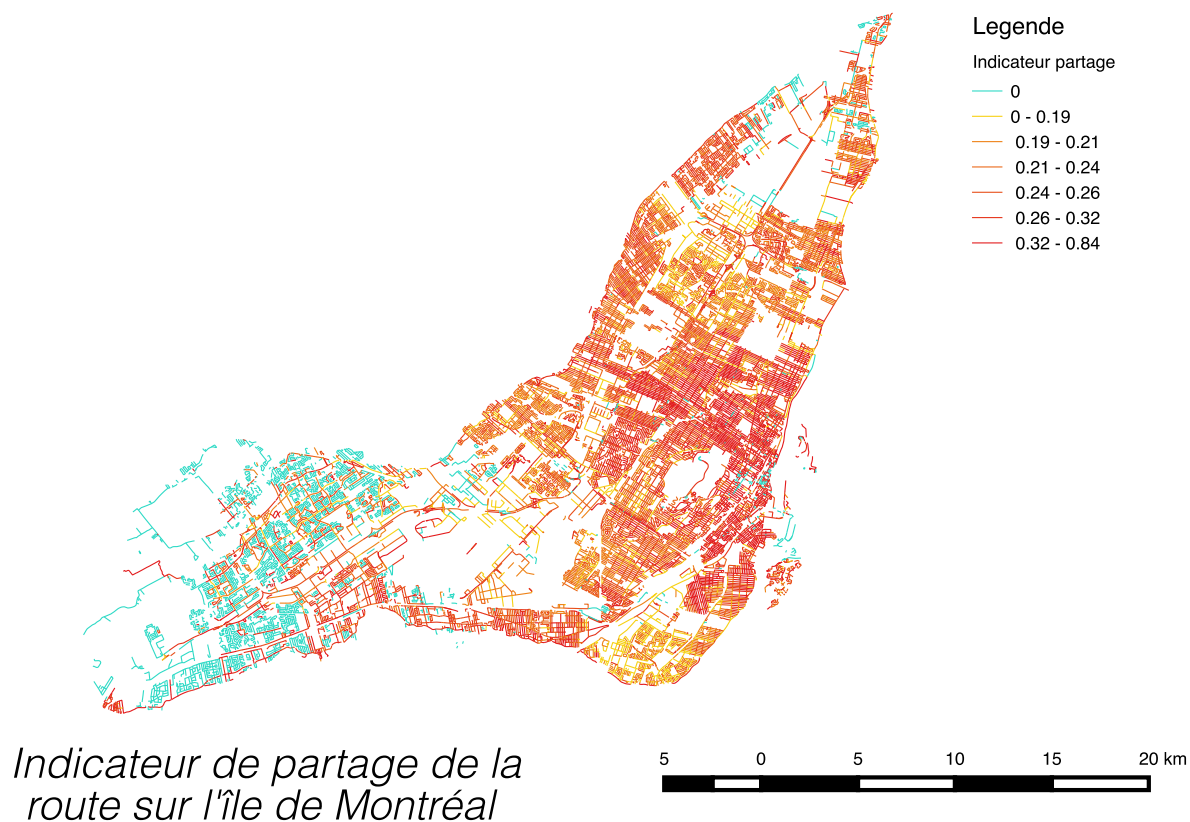 Legende
Indicateur partage
0
0 - 0.19
0.19 - 0.21
0.21 - 0.24
0.24 - 0.26
0.26 - 0.32
0.32 - 0.84
Indicateur de partage de la
route sur l'île de Montréal
5 0 5 10 15 20 km